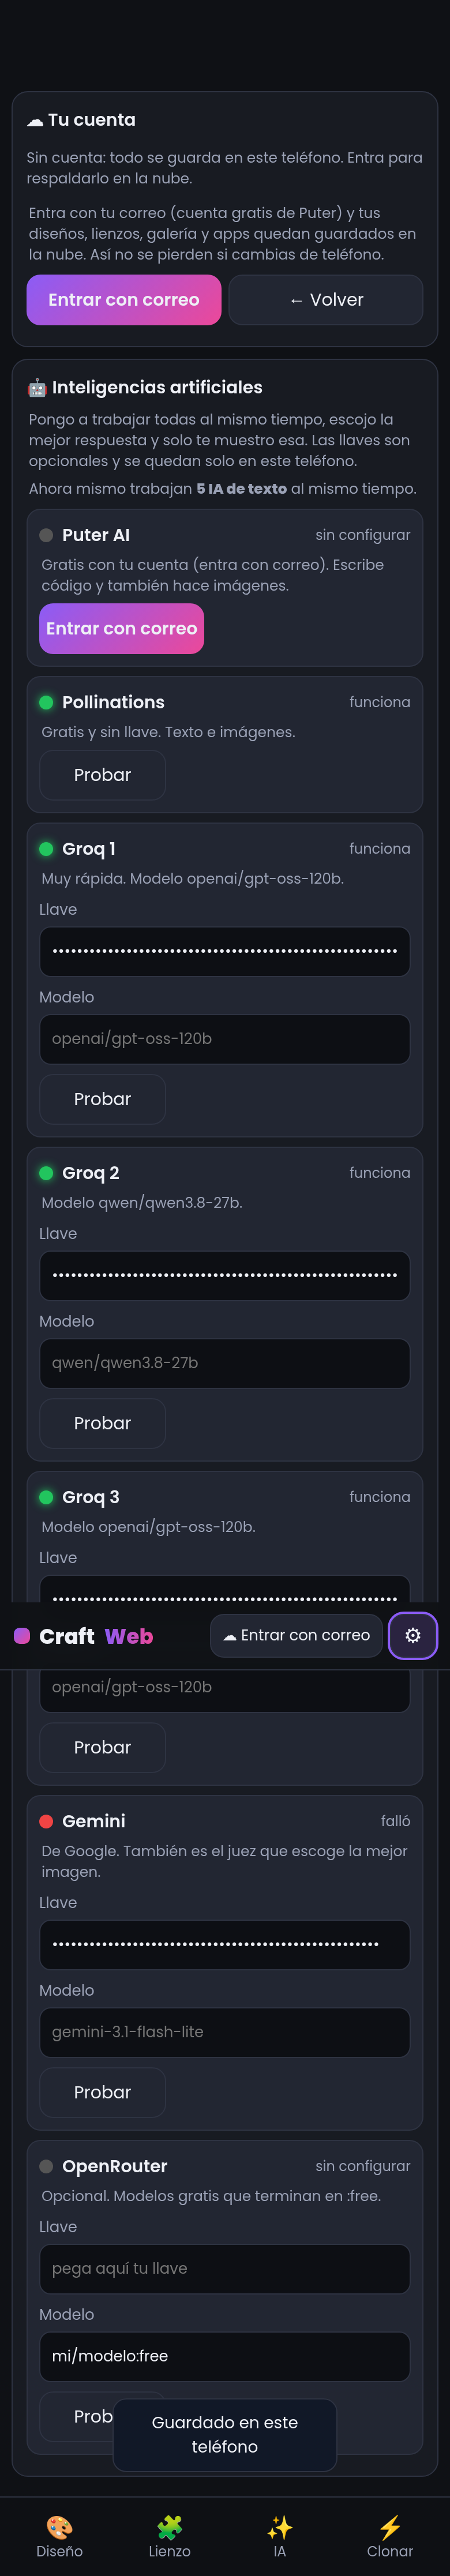 ☁ Tu cuenta
Sin cuenta: todo se guarda en este teléfono. Entra para
respaldarlo en la nube.
Entra con tu correo (cuenta gratis de Puter) y tus
diseños, lienzos, galería y apps quedan guardados en
la nube. Así no se pierden si cambias de teléfono.
Entrar con correo
← Volver
🤖 Inteligencias artificiales
Pongo a trabajar todas al mismo tiempo, escojo la
mejor respuesta y solo te muestro esa. Las llaves son
opcionales y se quedan solo en este teléfono.
Ahora mismo trabajan 5 IA de texto al mismo tiempo.
Puter AI
sin configurar
Gratis con tu cuenta (entra con correo). Escribe
código y también hace imágenes.
Entrar con correo
Pollinations
funciona
Gratis y sin llave. Texto e imágenes.
Probar
Groq 1
funciona
Muy rápida. Modelo openai/gpt-oss-120b.
Llave
Modelo
openai/gpt-oss-120b
Probar
Groq 2
funciona
Modelo qwen/qwen3.8-27b.
Llave
Modelo
qwen/qwen3.8-27b
Probar
Groq 3
funciona
Modelo openai/gpt-oss-120b.
Llave
Craft Web
☁ Entrar con correo
openai/gpt-oss-120b
Probar
Gemini
falló
De Google. También es el juez que escoge la mejor
imagen.
Llave
Modelo
gemini-3.1-flash-lite
Probar
OpenRouter
sin configurar
Opcional. Modelos gratis que terminan en :free.
Llave
pega aquí tu llave
Modelo
mi/modelo:free
Prob
Guardado en este
teléfono
Diseño
Lienzo
IA
Clonar